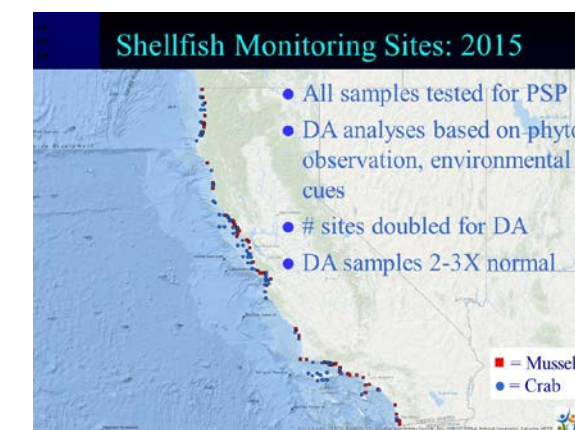 Shellfish Monitoring Sites: 2015
• All samples tested for PSP
• DA analyses based on phyto
observation, environmental
cues
• # sites doubled for DA
• DA samples 2-3X normal
= Mussel
= Crab